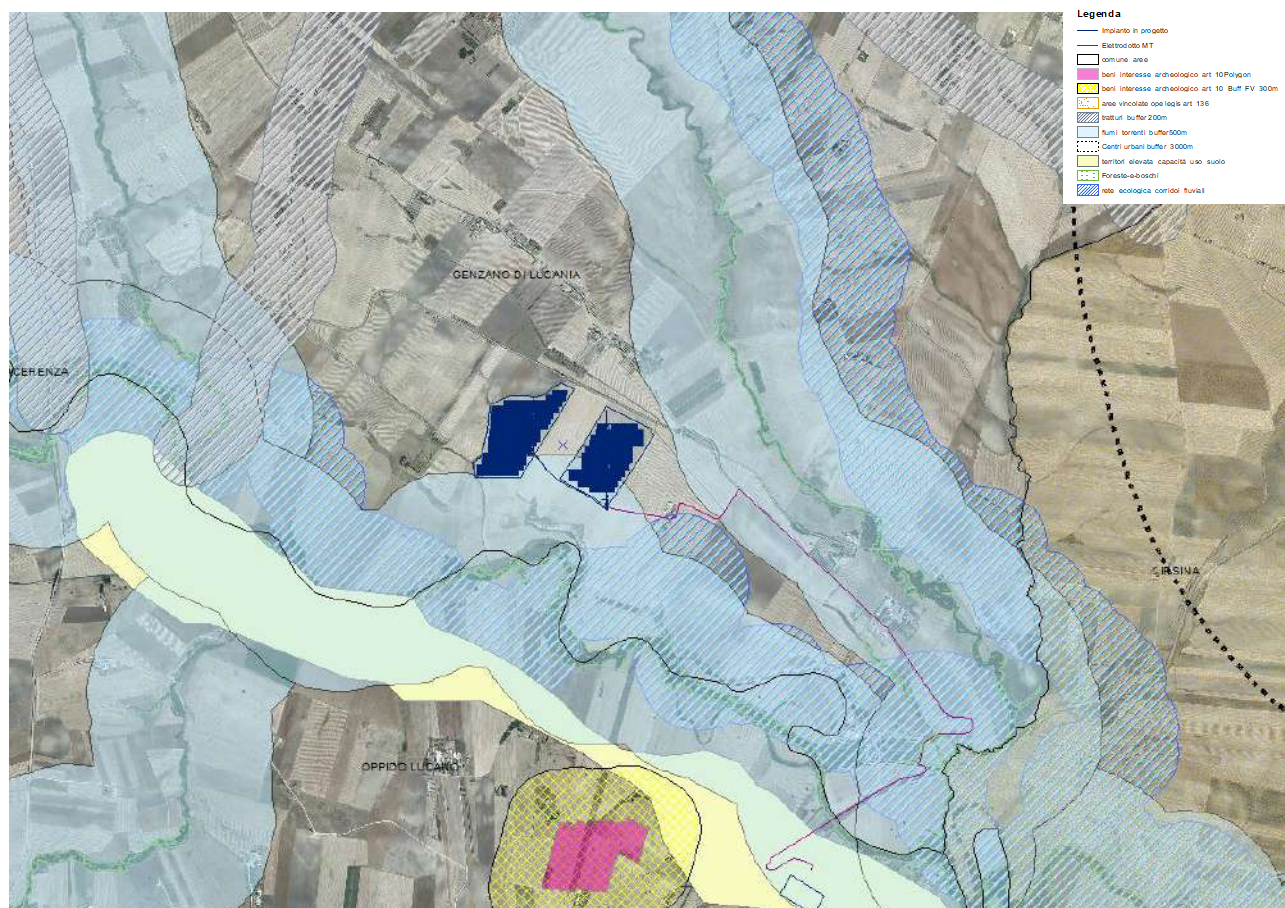 Legenda
Impianto in progetto
Elettrodotto MT
comune aree
beni interesse archeologico art 10Polygon
beni interesse archeologico art 10 Buff FV 300m
aree vincolate ope legis art 136
tratturi buffer 200m
fiumi torrenti buffer500m
Centri urbani buffer 3000m
territori elevata capacità uso suolo
Foreste-e-boschi
rete ecologica corridoi fluviali
GENZANO DI LUCANIA
ACERENZA
IRSINA
OPPIDO LUCANO